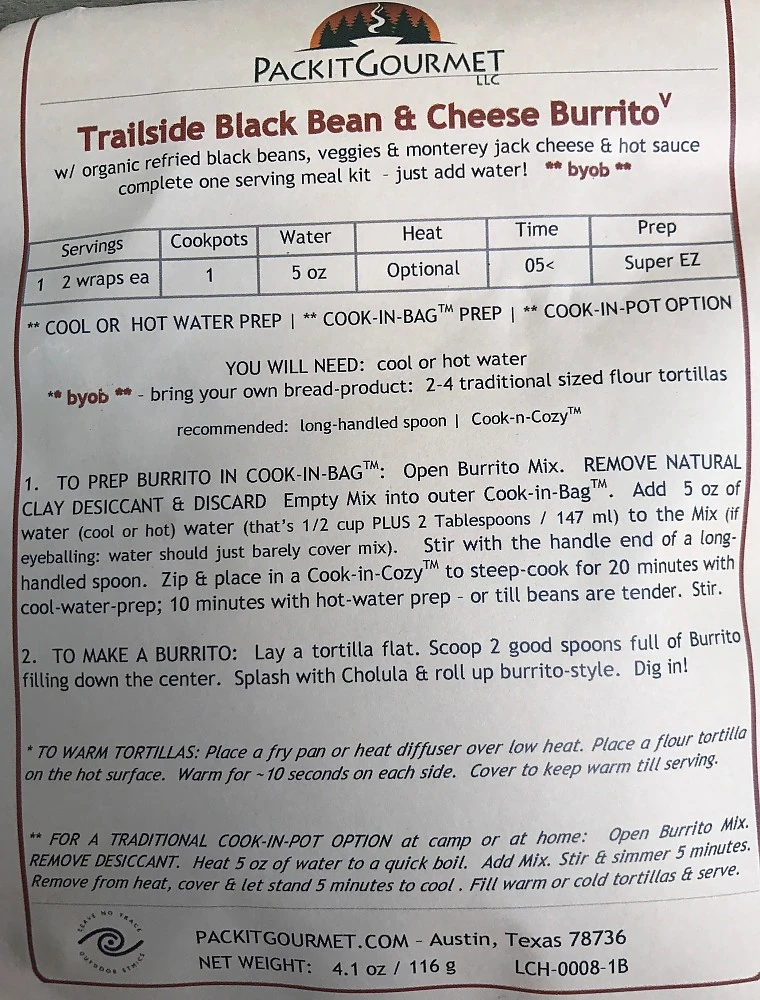 PACKITGOURMET
LLC
Trailside Black Bean & Cheese Burrito V
w/ organic refried black beans, veggies & monterey jack cheese & hot sauce
complete one serving meal kit - just add water! ** byob **
Servings Cookpots Water Heat Time Prep
1 2 wraps ea 1 5 oz Optional 05< Super EZ
** COOL OR HOT WATER PREP | ** COOK-IN-BAG™ PREP | ** COOK-IN-POT OPTION
YOU WILL NEED: cool or hot water
** byob ** - bring your own bread-product: 2-4 traditional sized flour tortillas
recommended: long-handled spoon | Cook-n-Cozy™
1. TO PREP BURRITO IN COOK-IN-BAG™: Open Burrito Mix. REMOVE NATURAL
CLAY DESICCANT & DISCARD Empty Mix into outer Cook-in-Bag™. Add 5 oz of
water (cool or hot) water (that's 1/2 cup PLUS 2 Tablespoons / 147 ml) to the Mix (if
eyeballing: water should just barely cover mix). Stir with the handle end of a long-
handled spoon. Zip & place in a Cook-in-Cozy™ to steep-cook for 20 minutes with
cool-water-prep; 10 minutes with hot-water prep - or till beans are tender. Stir.
2. TO MAKE A BURRITO: Lay a tortilla flat. Scoop 2 good spoons full of Burrito
filling down the center. Splash with Cholula & roll up burrito-style. Dig in!
* TO WARM TORTILLAS: Place a fry pan or heat diffuser over low heat. Place a flour tortilla
on the hot surface. Warm for ~10 seconds on each side. Cover to keep warm till serving.
** FOR A TRADITIONAL COOK-IN-POT OPTION at camp or at home: Open Burrito Mix.
REMOVE DESICCANT. Heat 5 oz of water to a quick boil. Add Mix. Stir & simmer 5 minutes.
Remove from heat, cover & let stand 5 minutes to cool . Fill warm or cold tortillas & serve.
LEAVE NO TRACE
OUTDOOR ETHICS
PACKITGOURMET.COM - Austin, Texas 78736
NET WEIGHT: 4.1 oz / 116 g LCH-0008-1B